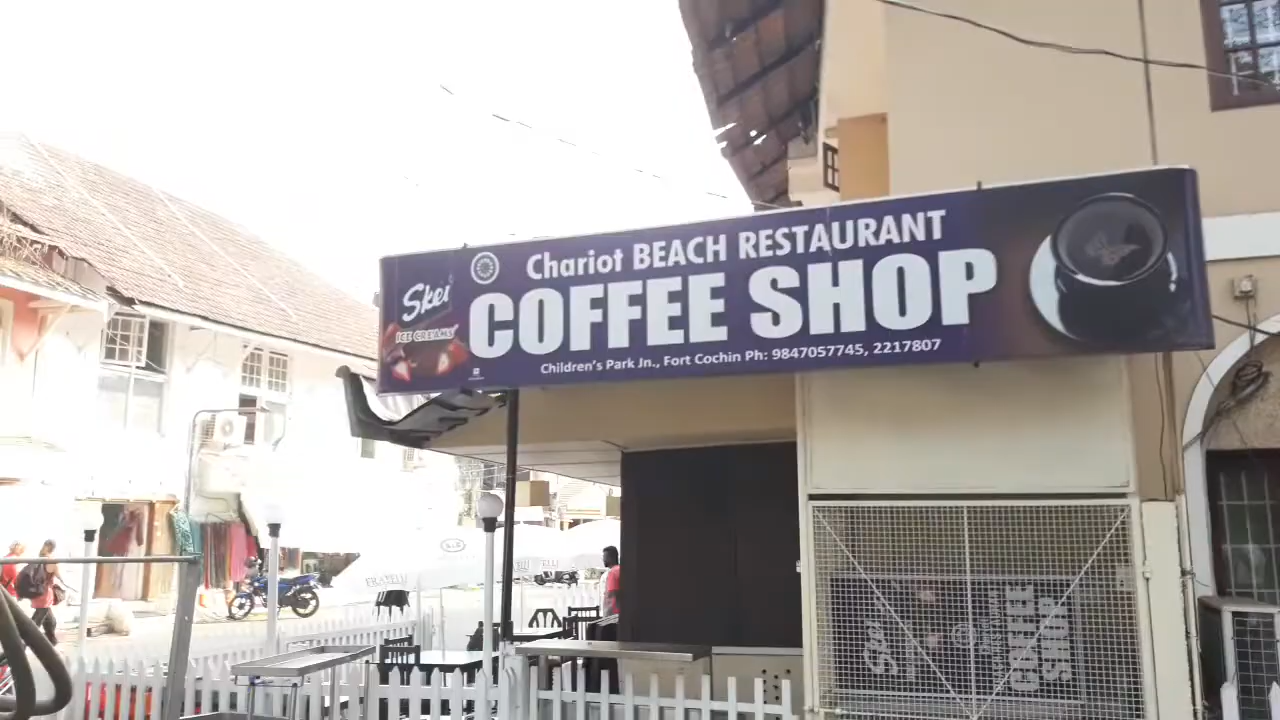 Chariot BEACH RESTAURANT
Skei
ICE CREAMS
COFFEE SHOP
Children's Park Jn., Fort Cochin Ph: 9847057745, 2217807
COFFEE
SHOP